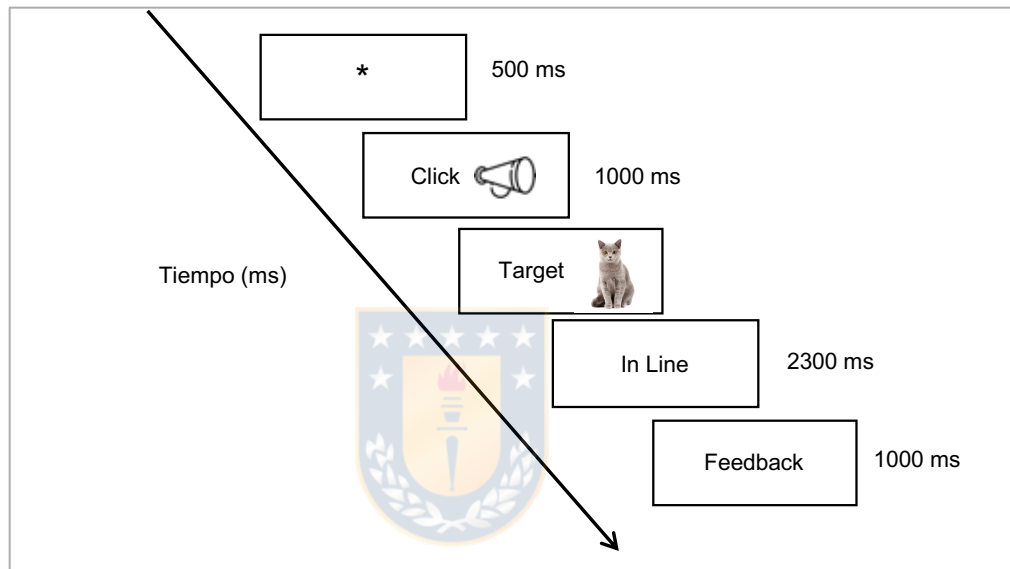 *
500 ms
Click
1000 ms
Target
Tiempo (ms)
In Line
2300 ms
Feedback
1000 ms